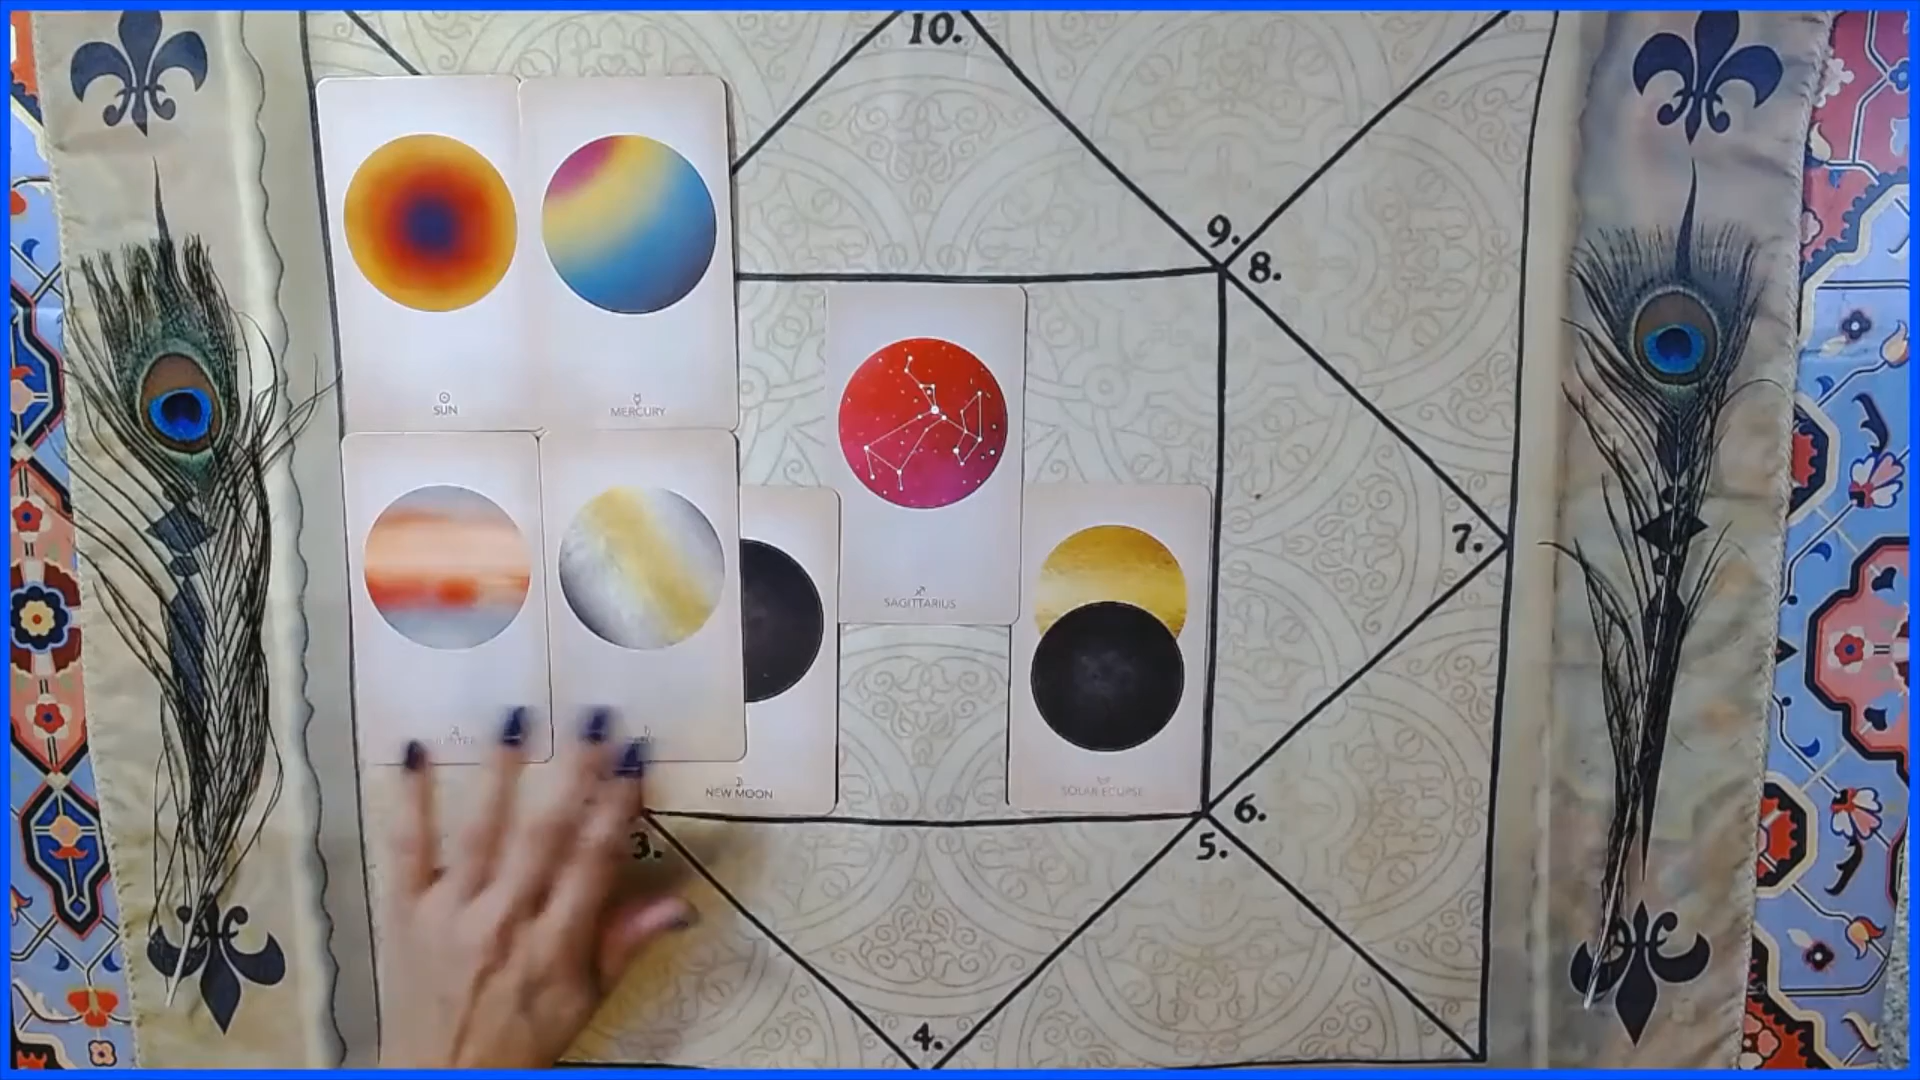 10.
9.
8.
☉
SUN
☿
MERCURY
7.
♐
SAGITTARIUS
☽
NEW MOON
SOLAR ECLIPSE
6.
3.
5.
4.